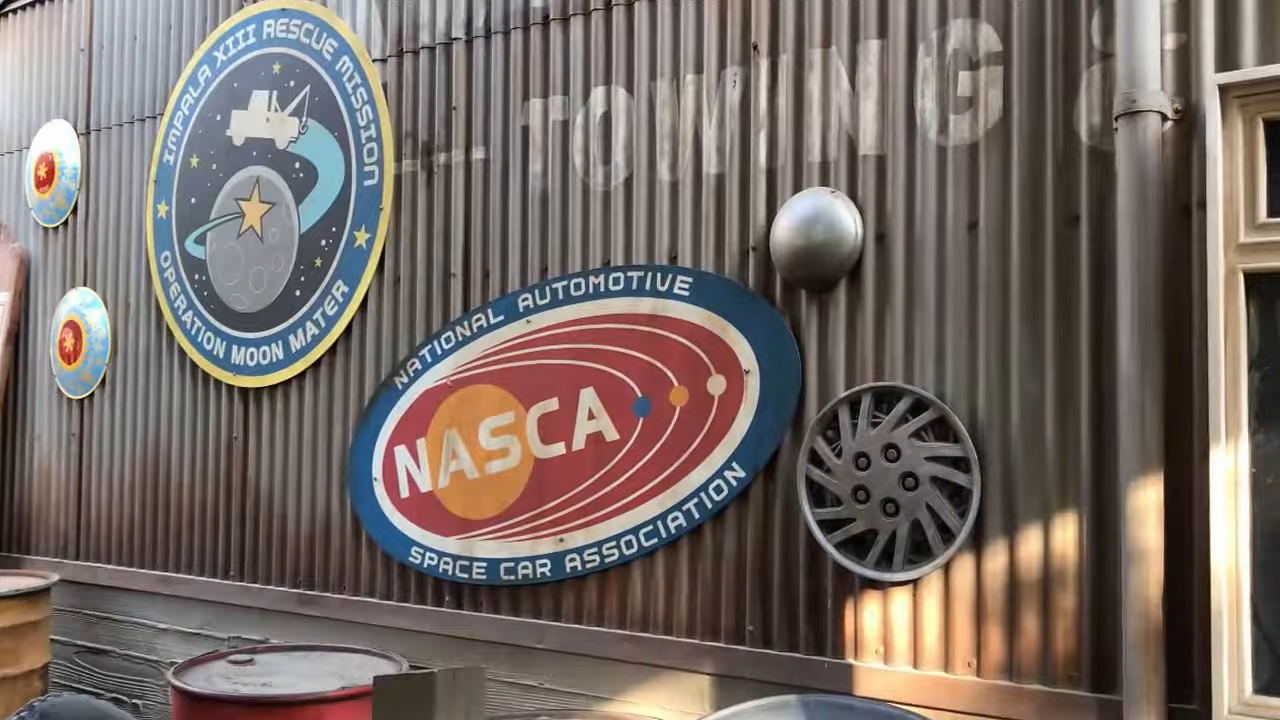 IMPALA XIII RESCUE MISSION
OPERATION MOON MATER
TOWING &
NATIONAL AUTOMOTIVE
NASCA
SPACE CAR ASSOCIATION